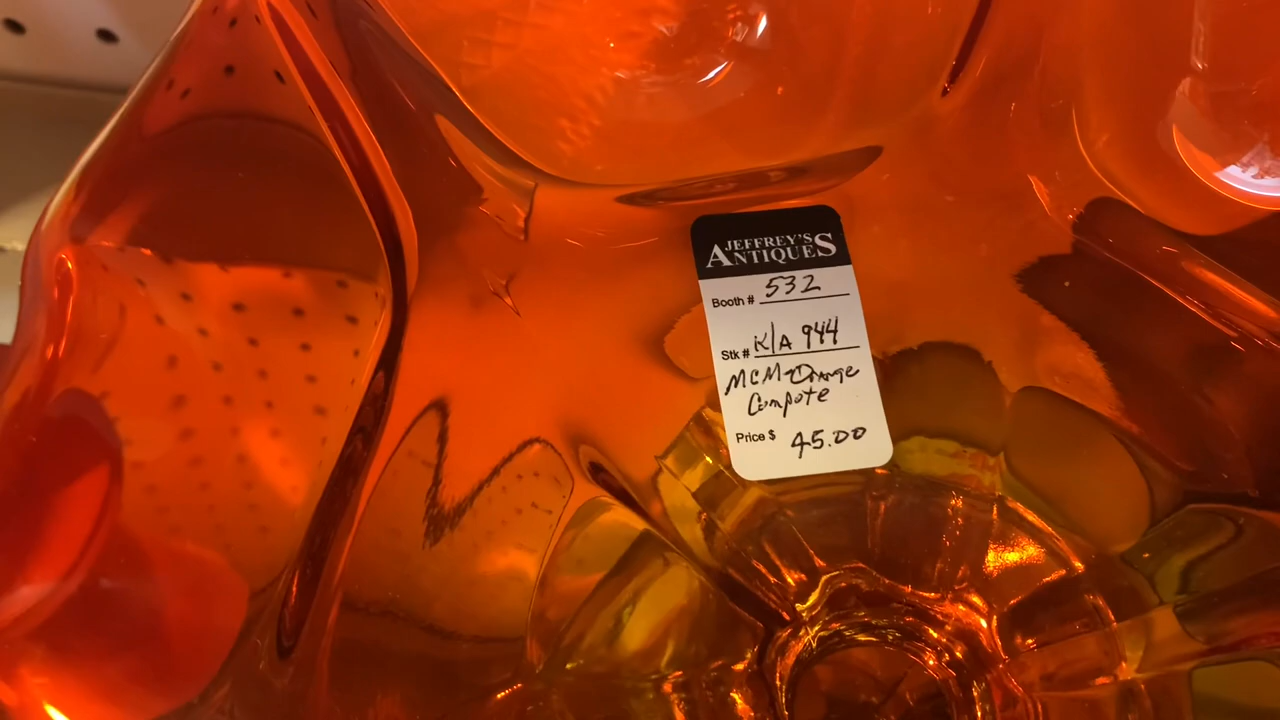 JEFFREY'S
ANTIQUES
Booth # 532
Stk # K/A 944
MCM-Orange
Compote
Price $ 45.00